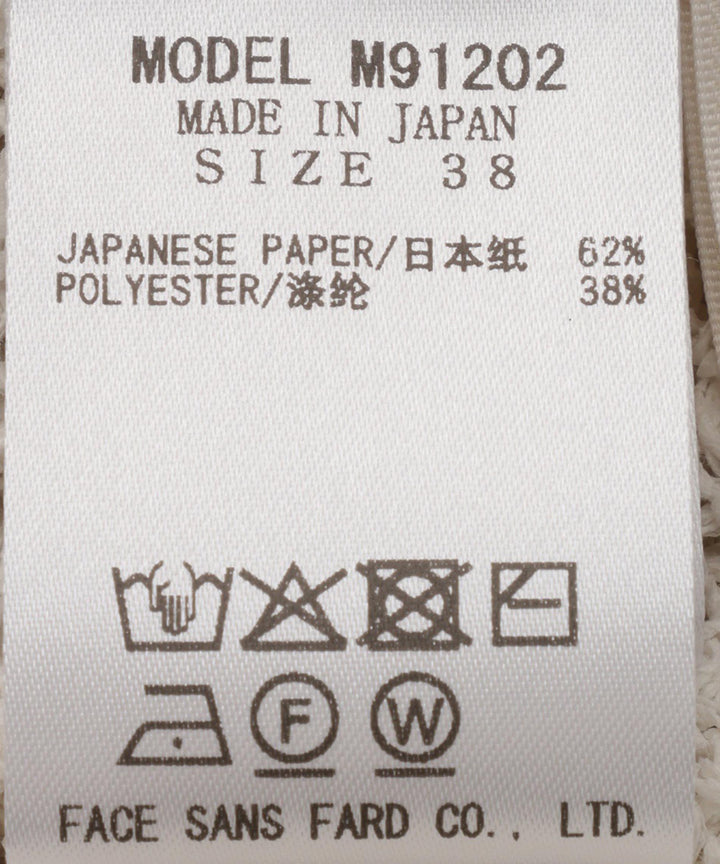 MODEL M91202
MADE IN JAPAN
SIZE 38
JAPANESE PAPER/日本纸 62%
POLYESTER/涤纶 38%
F W
FACE SANS FARD CO., LTD.